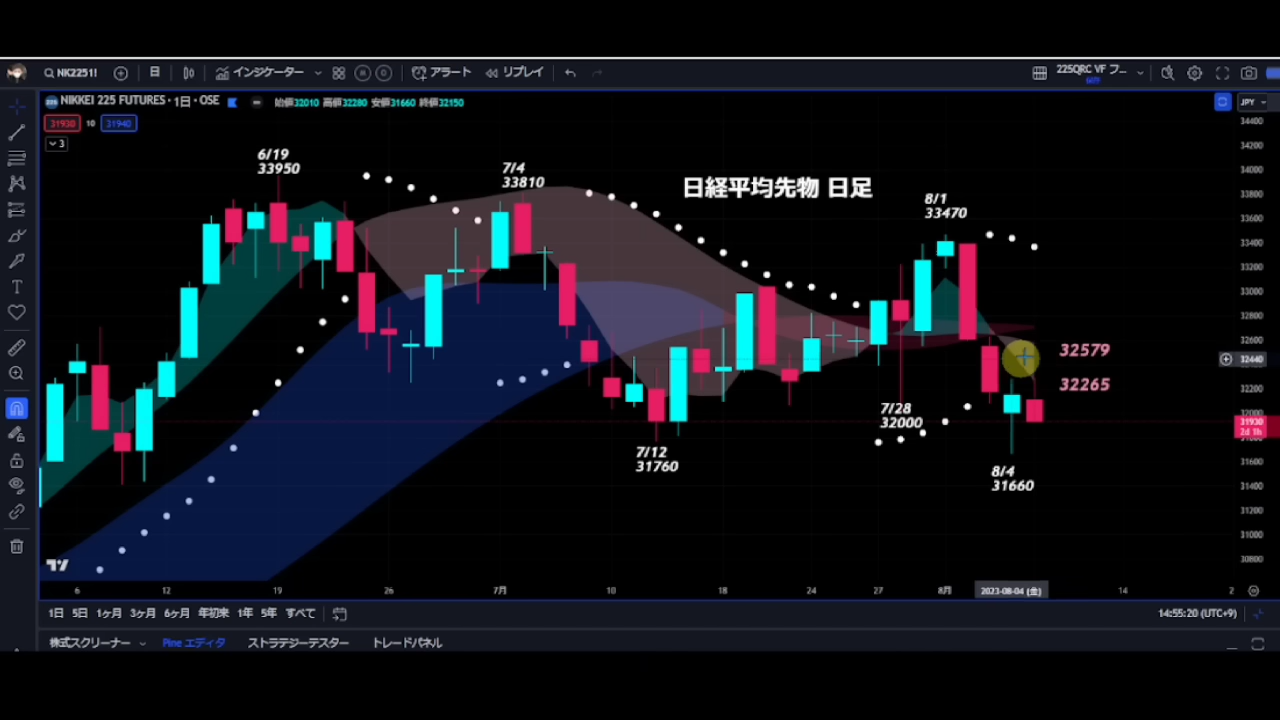 NK2251!
日
インジケーター
アラート
リプレイ
225QRC VF フー
NIKKEI 225 FUTURES・1日・OSE
始値32010 高値32280 安値31660 終値32150
JPY
31930 10 31940
3
日経平均先物 日足
6/19
33950
7/4
33810
8/1
33470
7/12
31760
7/28
32000
8/4
31660
32579
32265
34400
34200
34000
33800
33600
33400
33200
33000
32800
32600
32440
32200
32000
31930
2d 3h
31600
31400
31200
31000
30800
6 12 19 26 7月 10 18 24 27 8月 2023-08-04 (金) 14 2
1日 5日 1ヶ月 3ヶ月 6ヶ月 年初来 1年 5年 すべて
14:55:20 (UTC+9)
株式スクリーナー Pine エディタ ストラテジーテスター トレードパネル